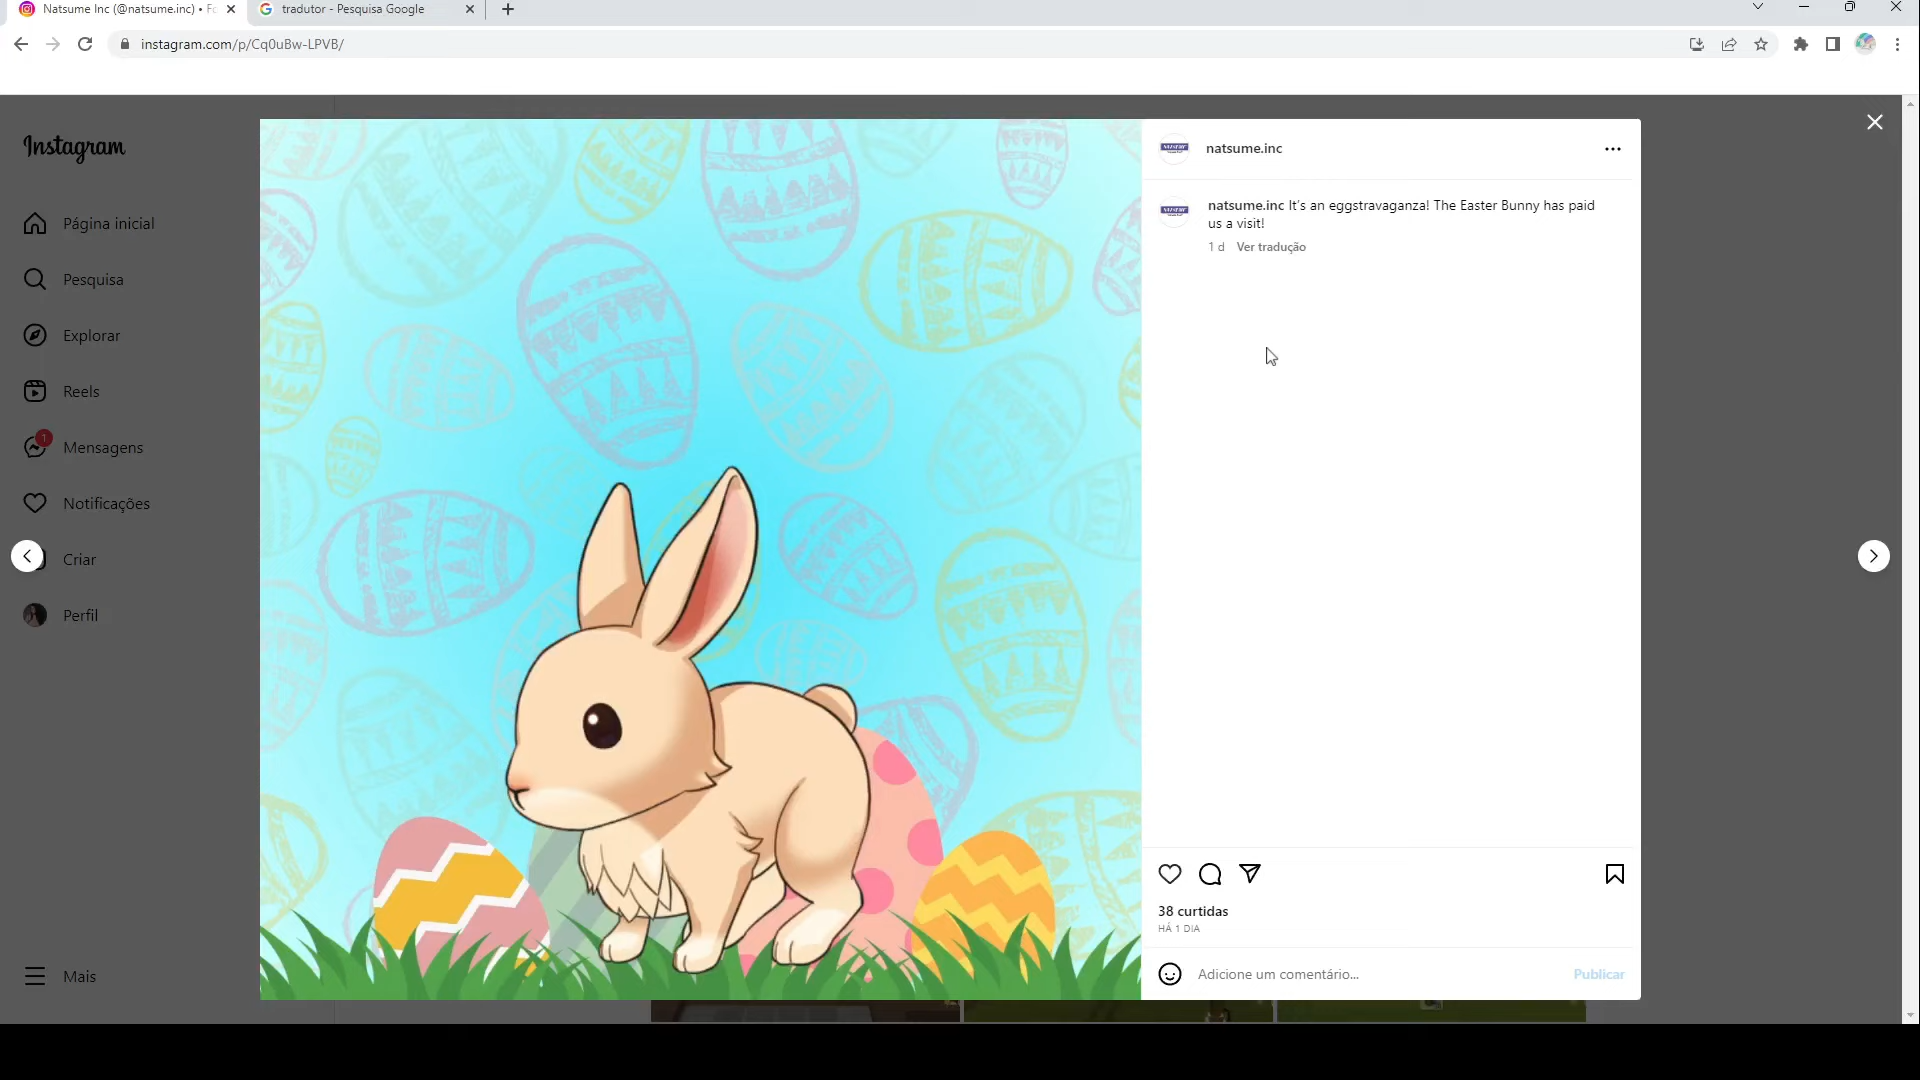 Natsume Inc (@natsume.inc) • Fo
tradutor - Pesquisa Google
instagram.com/p/Cq0uBw-LPVB/
Instagram
Página inicial
Pesquisa
Explorar
Reels
1
Mensagens
Notificações
Criar
Perfil
Mais
natsume.inc
natsume.inc It's an eggstravaganza! The Easter Bunny has paid
us a visit!
1 d Ver tradução
38 curtidas
HÁ 1 DIA
Adicione um comentário...
Publicar